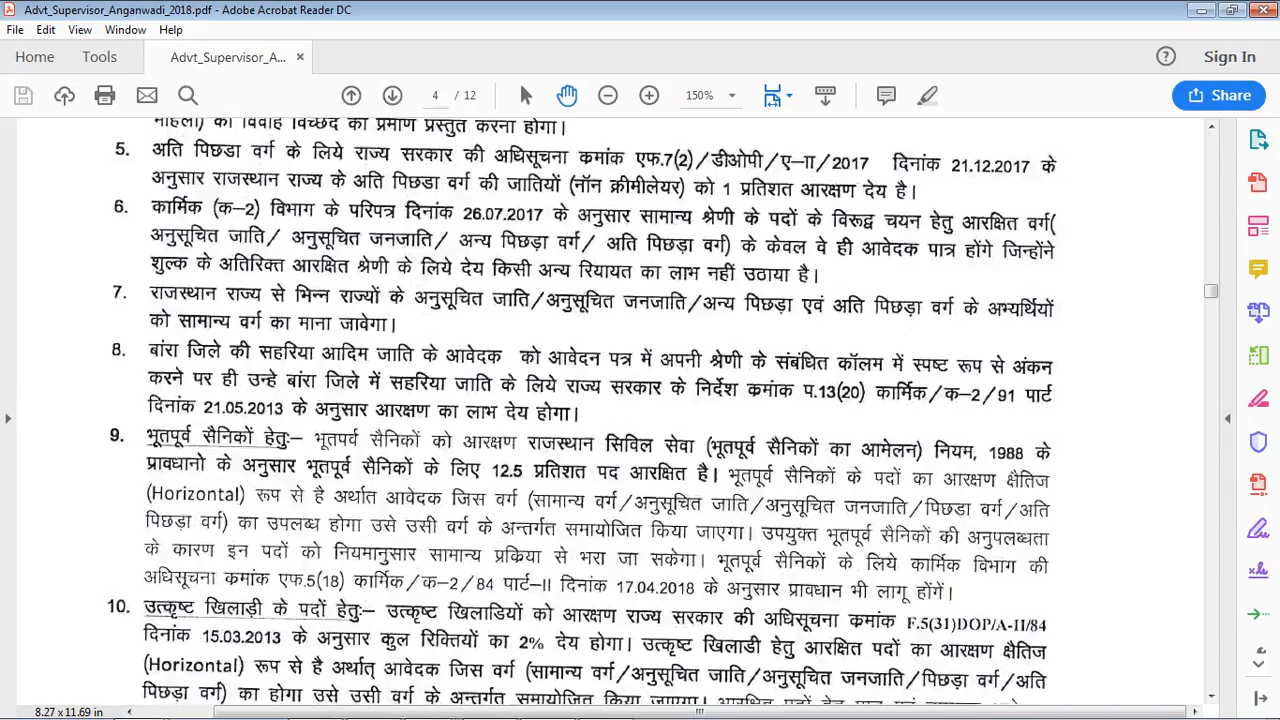 Advt_Supervisor_Anganwadi_2018.pdf - Adobe Acrobat Reader DC
File Edit View Window Help
Home Tools Advt_Supervisor_A... × Sign In
4 / 12 150% Share
महिला) का विवाह विच्छेद का प्रमाण प्रस्तुत करना होगा।
5. अति पिछडा वर्ग के लिये राज्य सरकार की अधिसूचना क्रमांक एफ.7(2)/डीओपी/ए-II/2017 दिनांक 21.12.2017 के
अनुसार राजस्थान राज्य के अति पिछडा वर्ग की जातियों (नॉन क्रीमीलेयर) को 1 प्रतिशत आरक्षण देय है।
6. कार्मिक (क-2) विभाग के परिपत्र दिनांक 26.07.2017 के अनुसार सामान्य श्रेणी के पदों के विरूद्व चयन हेतु आरक्षित वर्ग(
अनुसूचित जाति/ अनुसूचित जनजाति/ अन्य पिछड़ा वर्ग/ अति पिछड़ा वर्ग) के केवल वे ही आवेदक पात्र होंगे जिन्होंने
शुल्क के अतिरिक्त आरक्षित श्रेणी के लिये देय किसी अन्य रियायत का लाभ नहीं उठाया है।
7. राजस्थान राज्य से भिन्न राज्यों के अनुसूचित जाति/अनुसूचित जनजाति/अन्य पिछड़ा एवं अति पिछड़ा वर्ग के अभ्यर्थियों
को सामान्य वर्ग का माना जावेगा।
8. बांरा जिले की सहरिया आदिम जाति के आवेदक को आवेदन पत्र में अपनी श्रेणी के संबंधित कॉलम में स्पष्ट रूप से अंकन
करने पर ही उन्हे बांरा जिले में सहरिया जाति के लिये राज्य सरकार के निर्देश क्रमांक प.13(20) कार्मिक/क-2/91 पार्ट
दिनांक 21.05.2013 के अनुसार आरक्षण का लाभ देय होगा।
9. भूतपूर्व सैनिकों हेतुः- भूतपर्व सैनिकों को आरक्षण राजस्थान सिविल सेवा (भूतपूर्व सैनिकों का आमेलन) नियम, 1988 के
प्रावधानो के अनुसार भूतपूर्व सैनिकों के लिए 12.5 प्रतिशत पद आरक्षित है। भूतपूर्व सैनिकों के पदों का आरक्षण क्षैतिज
(Horizontal) रूप से है अर्थात आवेदक जिस वर्ग (सामान्य वर्ग/अनुसूचित जाति/अनुसूचित जनजाति/पिछडा वर्ग/अति
पिछड़ा वर्ग) का उपलब्ध होगा उसे उसी वर्ग के अन्तर्गत समायोजित किया जाएगा। उपयुक्त भूतपूर्व सैनिकों की अनुपलब्धता
के कारण इन पदों को नियमानुसार सामान्य प्रक्रिया से भरा जा सकेगा। भूतपूर्व सैनिकों के लिये कार्मिक विभाग की
अधिसूचना क्रमांक एफ.5(18) कार्मिक/क-2/84 पार्ट-II दिनांक 17.04.2018 के अनुसार प्रावधान भी लागू होंगें।
10. उत्कृष्ट खिलाड़ी के पदों हेतुः- उत्कृष्ट खिलाडियों को आरक्षण राज्य सरकार की अधिसूचना क्रमांक F.5(31)DOP/A-II/84
दिनांक 15.03.2013 के अनुसार कुल रिक्तियों का 2% देय होगा। उत्कृष्ट खिलाडी हेतु आरक्षित पदों का आरक्षण क्षैतिज
(Horizontal) रूप से है अर्थात् आवेदक जिस वर्ग (सामान्य वर्ग/अनुसूचित जाति/अनुसूचित जनजाति/पिछड़ा वर्ग/अति
पिछड़ा वर्ग) का होगा उसे उसी वर्ग के अन्तर्गत समायोजित किया जाएगा।
8.27 x 11.69 in